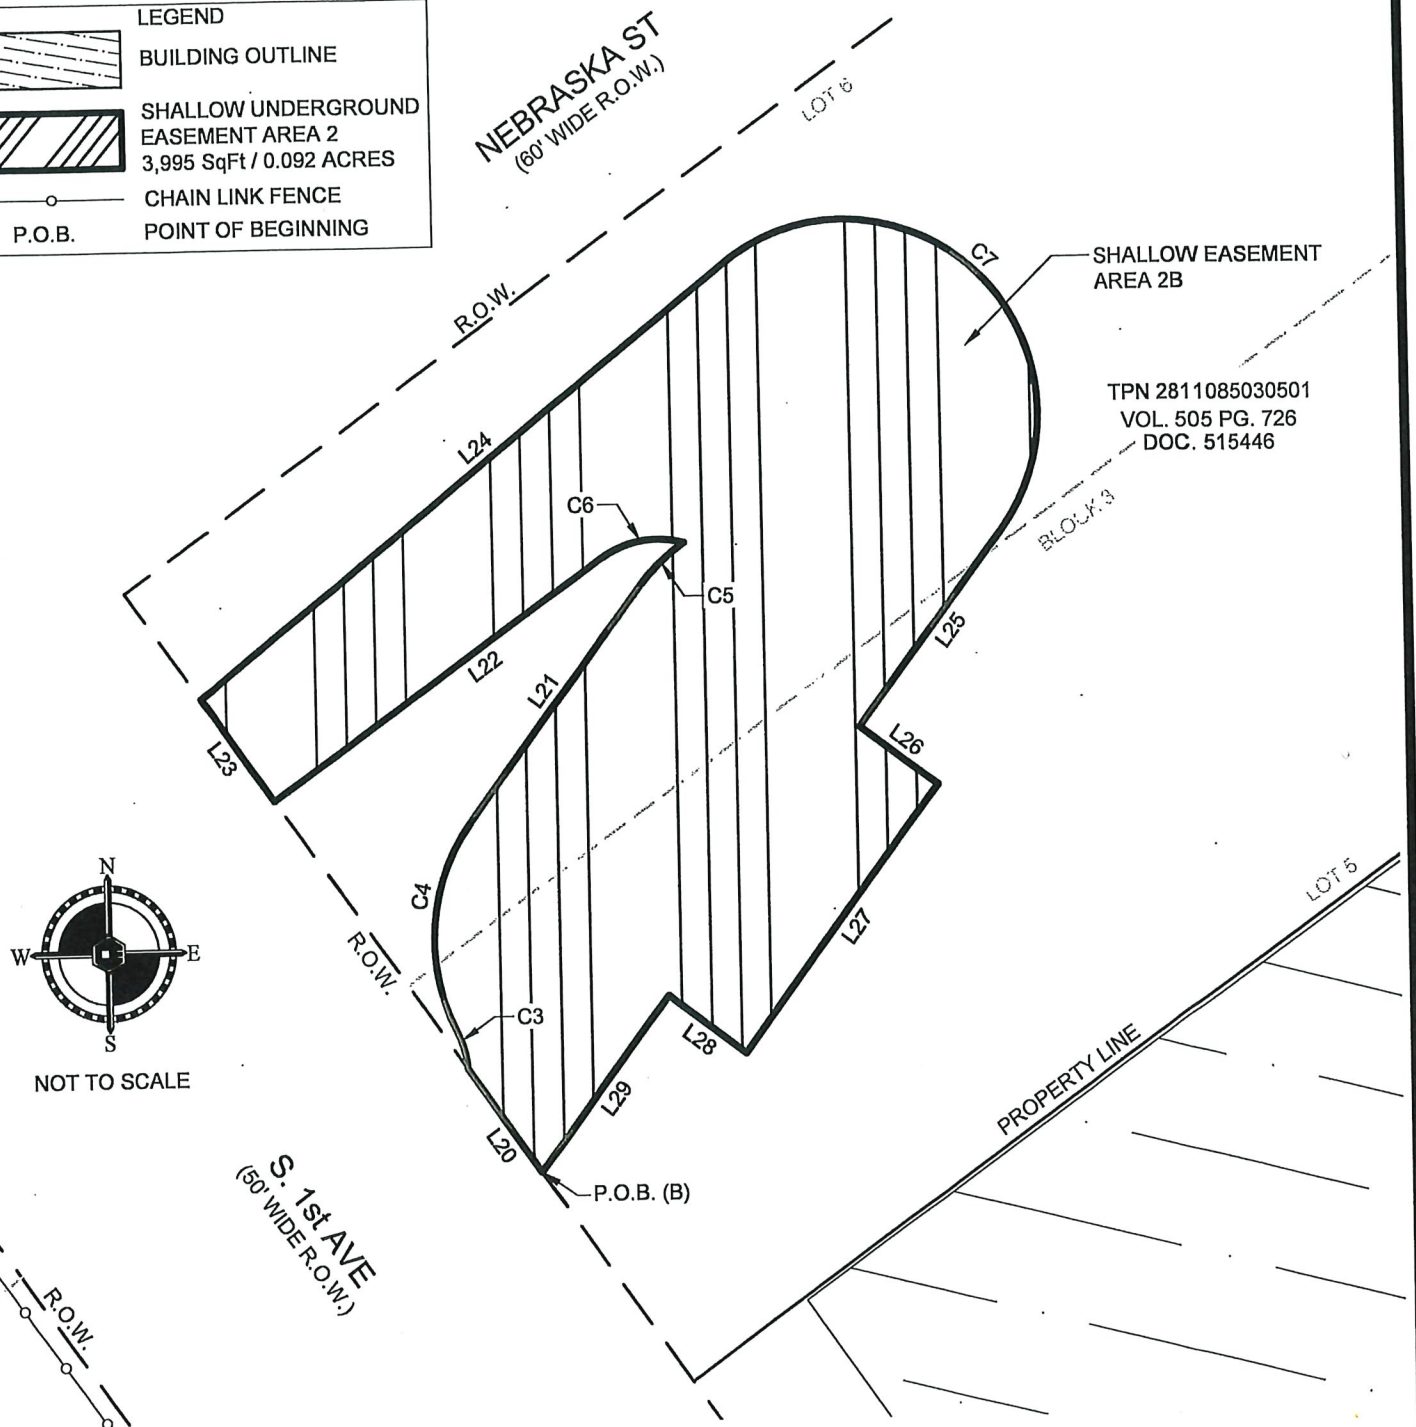 LEGEND
BUILDING OUTLINE
SHALLOW UNDERGROUND
EASEMENT AREA 2
3,995 SqFt / 0.092 ACRES
CHAIN LINK FENCE
P.O.B.
POINT OF BEGINNING
NEBRASKA ST
(60' WIDE R.O.W.)
LOT 6
R.O.W.
C7
SHALLOW EASEMENT
AREA 2B
TPN 2811085030501
VOL. 505 PG. 726
DOC. 515446
BLOCK 3
L24
C6
C5
L25
L22
L21
L23
L26
C4
L27
LOT 5
N
W
E
S
NOT TO SCALE
R.O.W.
C3
L28
L29
L20
PROPERTY LINE
P.O.B. (B)
S. 1st AVE
(50' WIDE R.O.W.)
R.O.W.